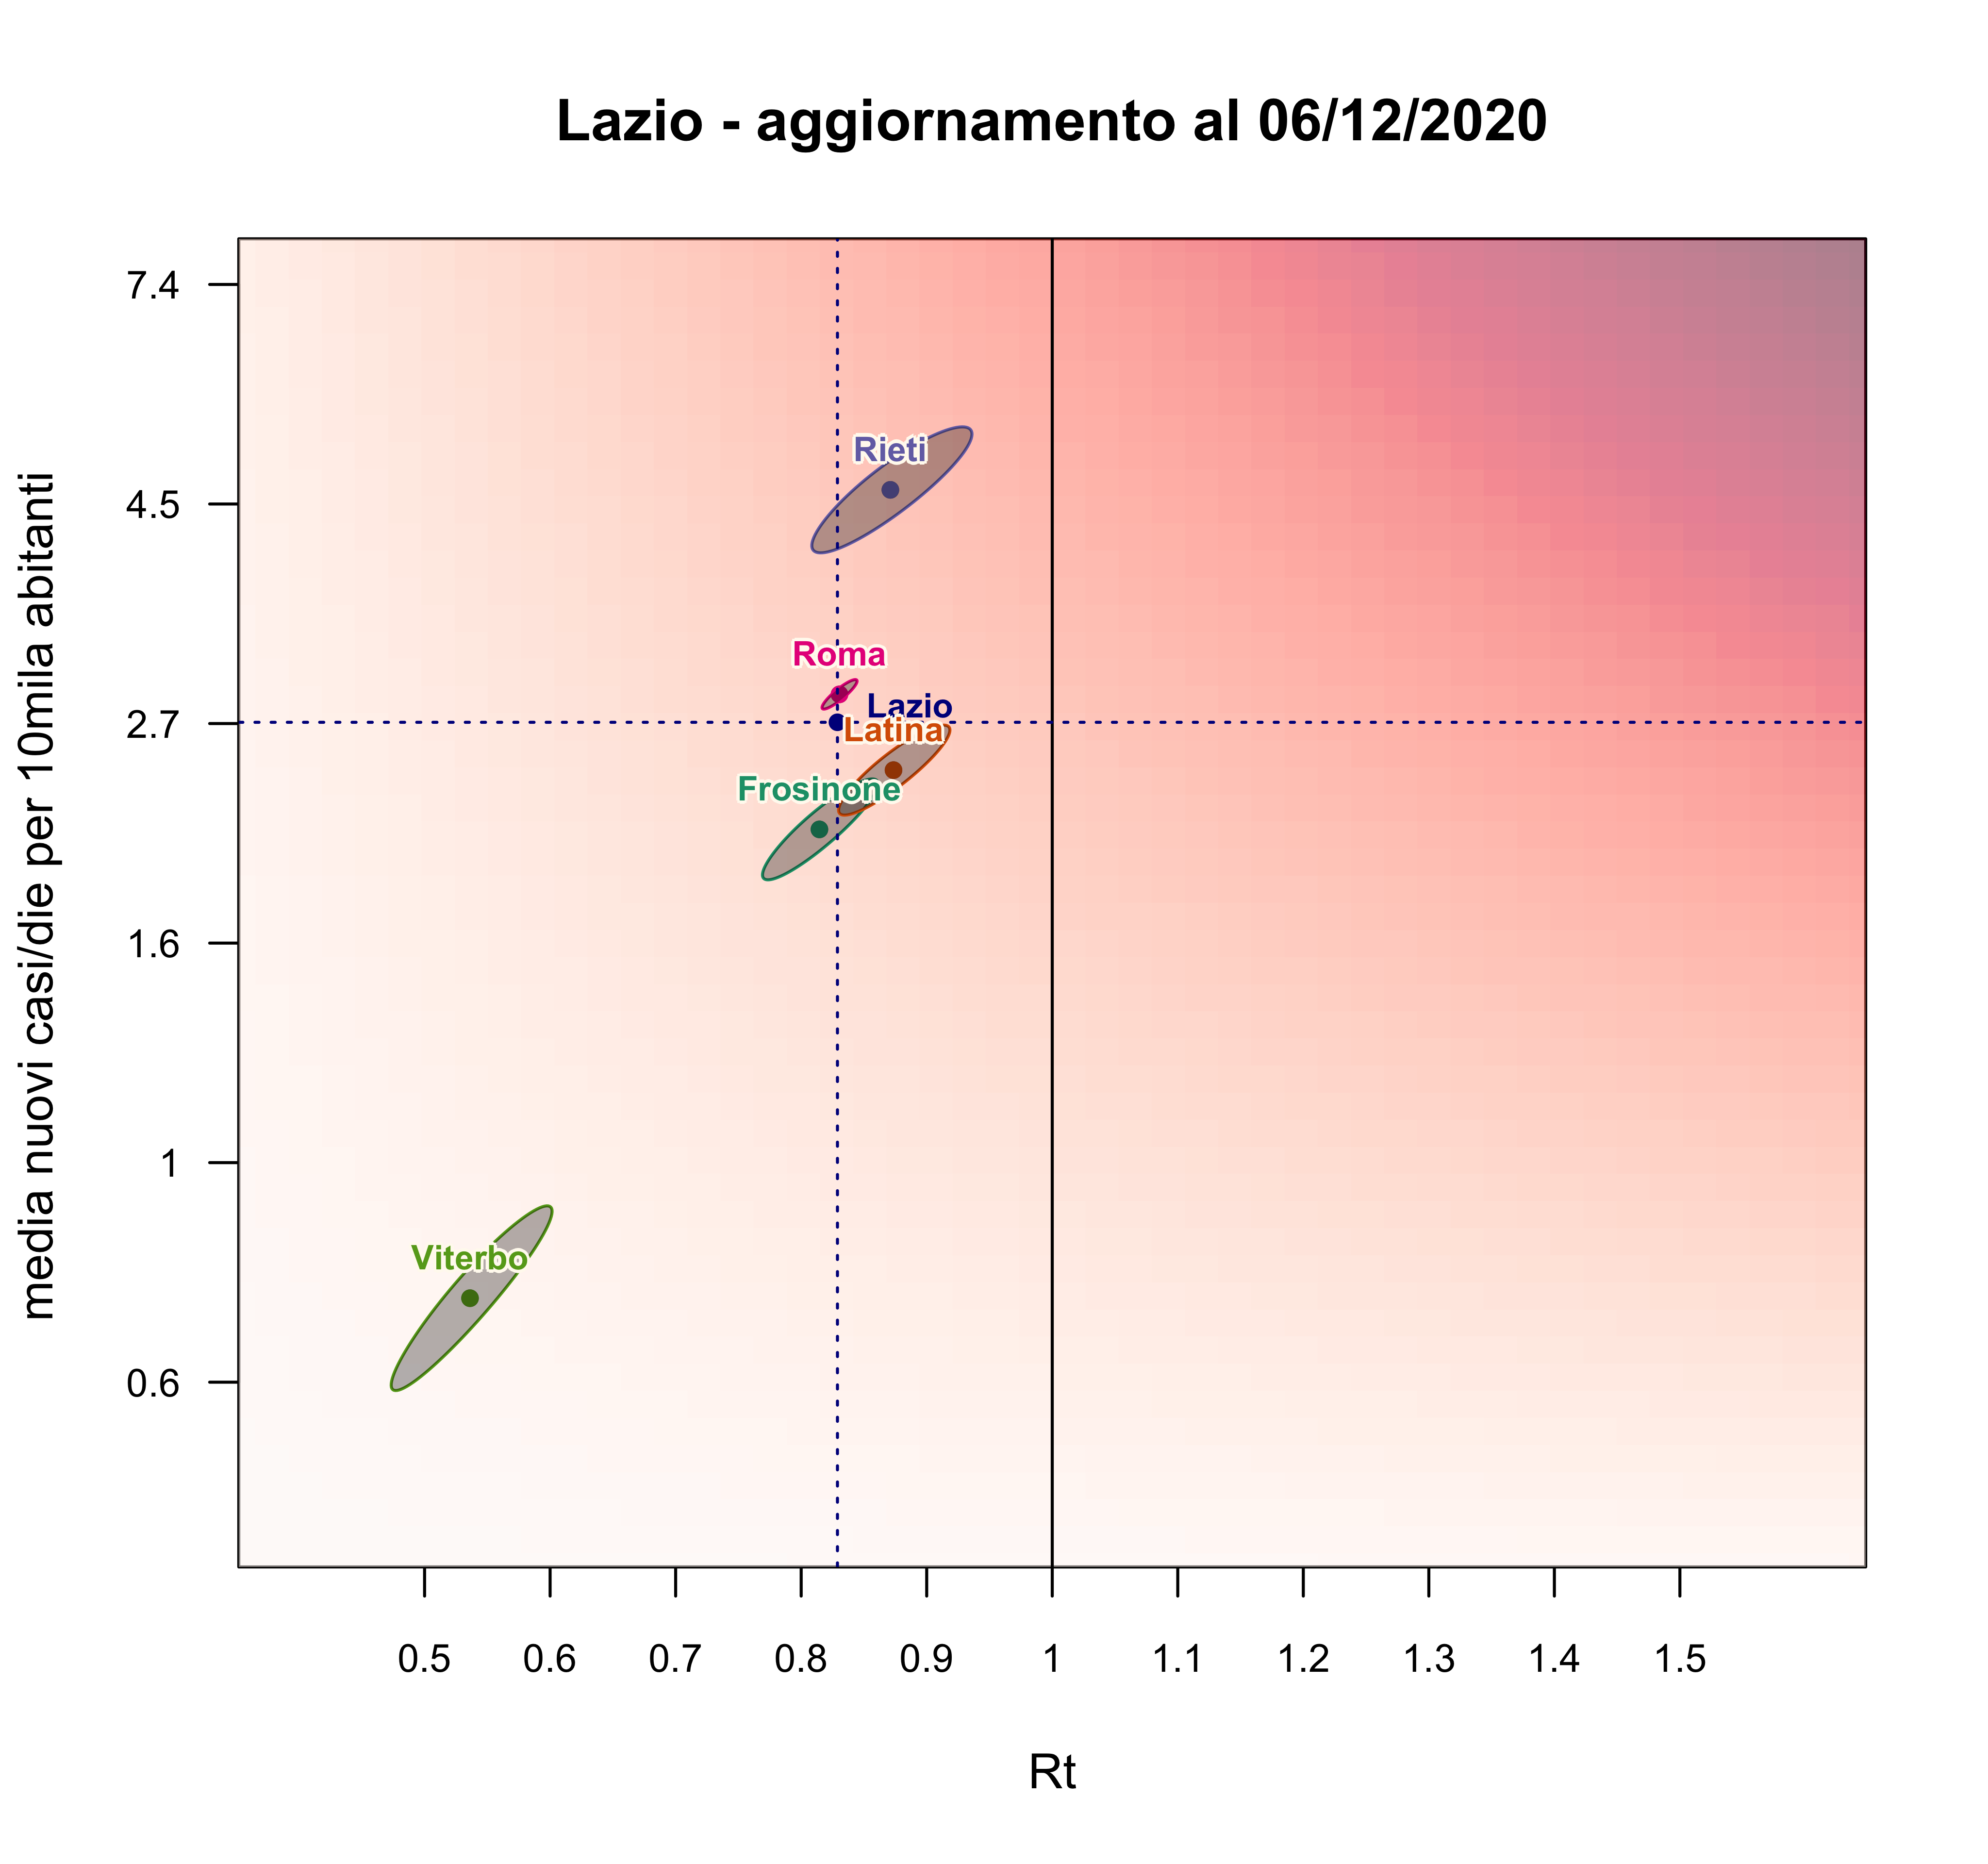 Lazio - aggiornamento al 06/12/2020
media nuovi casi/die per 10mila abitanti
7.4
4.5
2.7
1.6
1
0.6
Rieti
Roma
Lazio
Latina
Frosinone
Viterbo
0.5 0.6 0.7 0.8 0.9 1 1.1 1.2 1.3 1.4 1.5
Rt